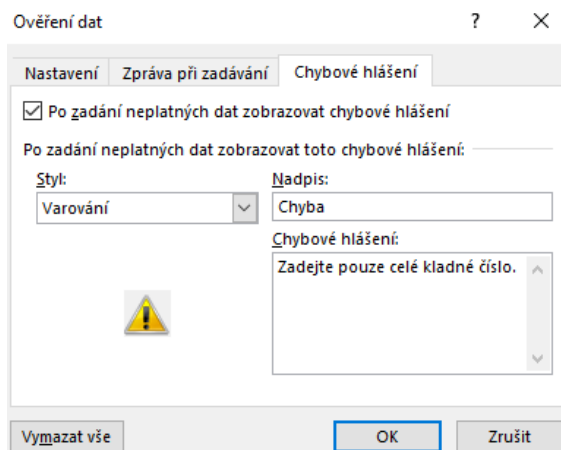 Ověření dat ?
Nastavení Zpráva při zadávání Chybové hlášení
Po zadání neplatných dat zobrazovat chybové hlášení
Po zadání neplatných dat zobrazovat toto chybové hlášení:
Styl: Nadpis:
Varování Chyba
Chybové hlášení:
Zadejte pouze celé kladné číslo.
Vymazat vše OK Zrušit